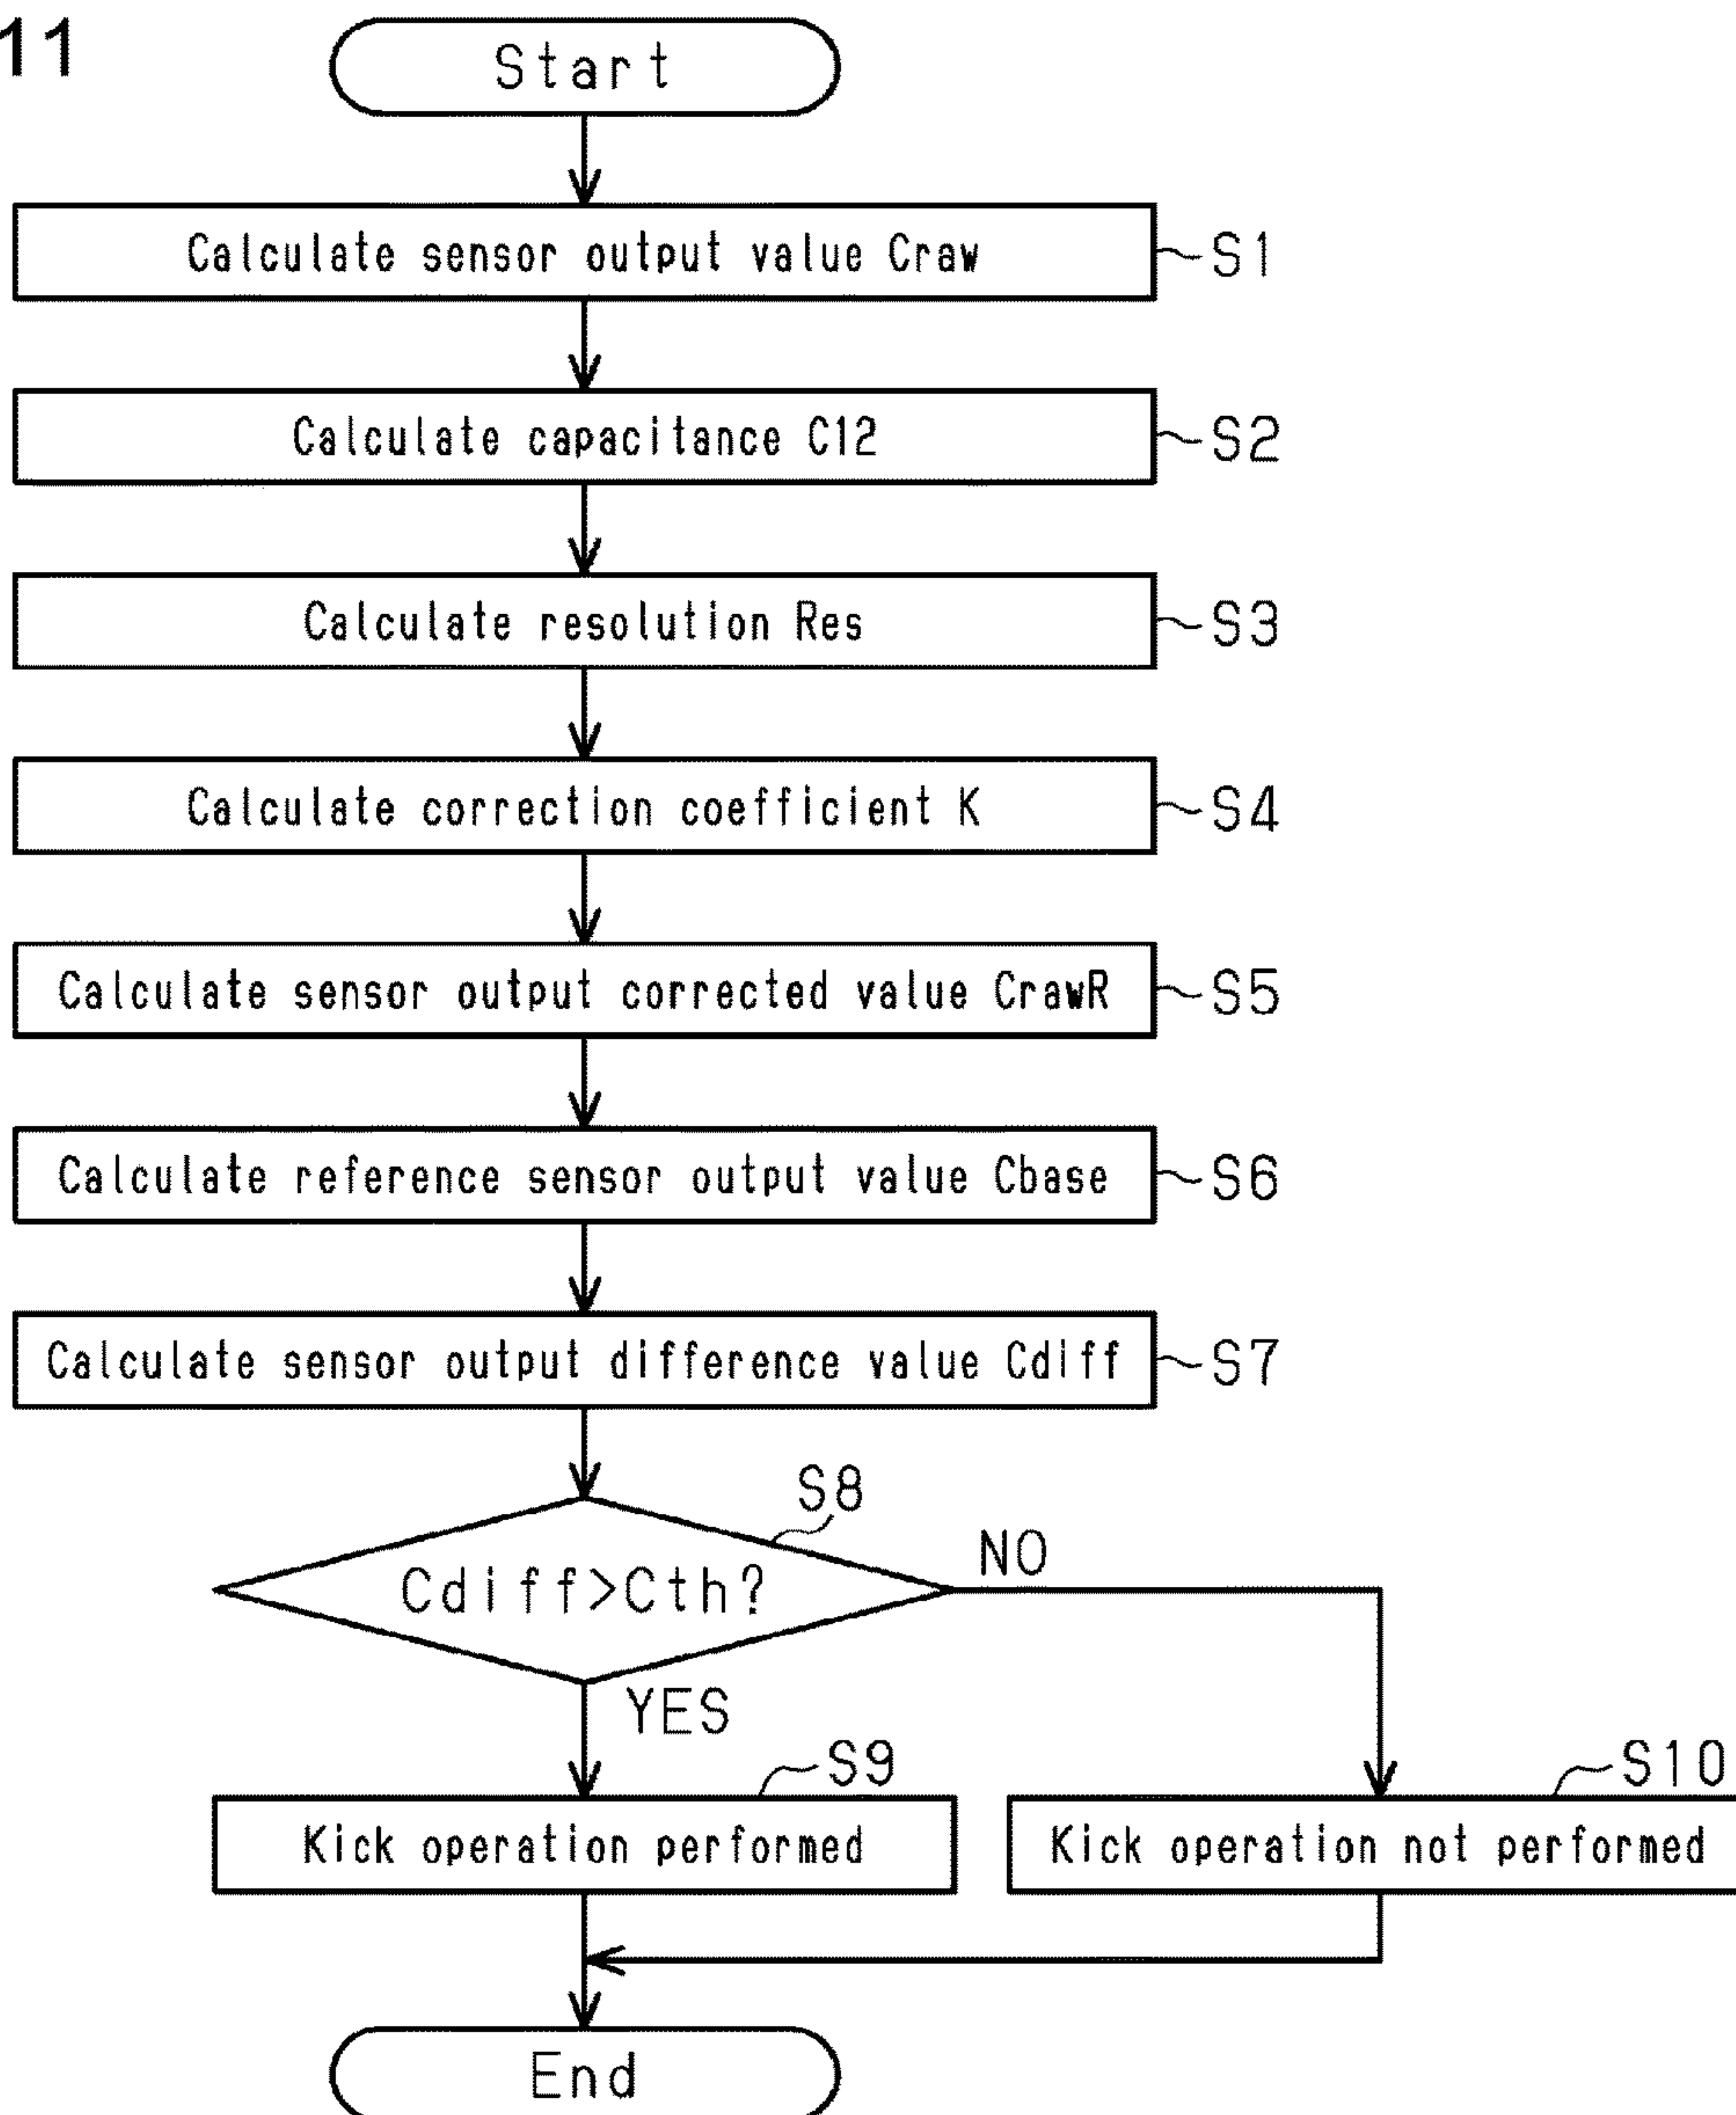 11
Start
Calculate sensor output value Craw
S1
Calculate capacitance C12
S2
Calculate resolution Res
S3
Calculate correction coefficient K
S4
Calculate sensor output corrected value CrawR
S5
Calculate reference sensor output value Cbase
S6
Calculate sensor output difference value Cdiff
S7
S8
Cdiff>Cth?
NO
YES
S9
S10
Kick operation performed
Kick operation not performed
End